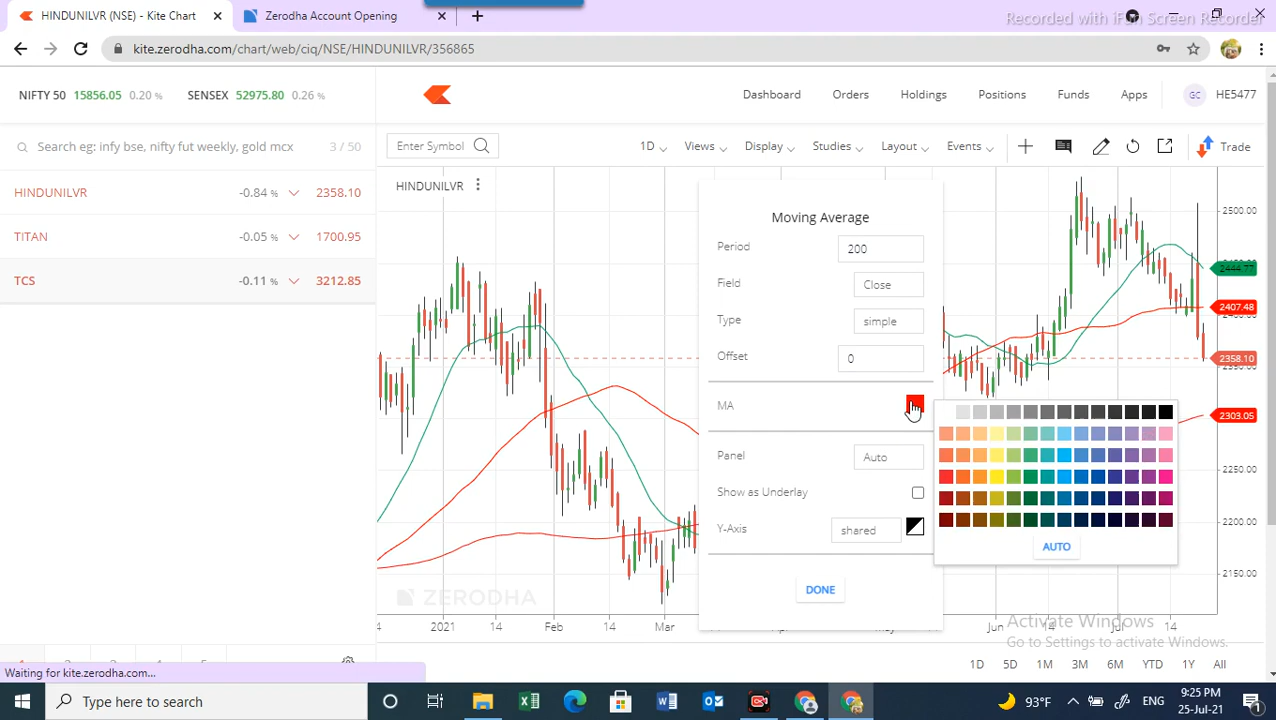 HINDUNILVR (NSE) - Kite Chart
Zerodha Account Opening
Recorded with iFun Screen Recorder
kite.zerodha.com/chart/web/ciq/NSE/HINDUNILVR/356865
NIFTY 50 15856.05 0.20 %
SENSEX 52975.80 0.26 %
Dashboard Orders Holdings Positions Funds Apps GC HE5477
Search eg: infy bse, nifty fut weekly, gold mcx 3 / 50
Enter Symbol
1D Views Display Studies Layout Events Trade
HINDUNILVR -0.84 % 2358.10
TITAN -0.05 % 1700.95
TCS -0.11 % 3212.85
HINDUNILVR
Moving Average
Period 200
Field Close
Type simple
Offset 0
MA
Panel Auto
Show as Underlay
Y-Axis shared
DONE
AUTO
2500.00
2444.77
2407.48
2358.10
2303.05
2250.00
2200.00
2150.00
ZERODHA
2021 14 Feb 14 Mar Jun 14 14
Activate Windows
Go to Settings to activate Windows.
1D 5D 1M 3M 6M YTD 1Y All
Waiting for kite.zerodha.com...
Type here to search
93°F
ENG
9:25 PM
25-Jul-21
1